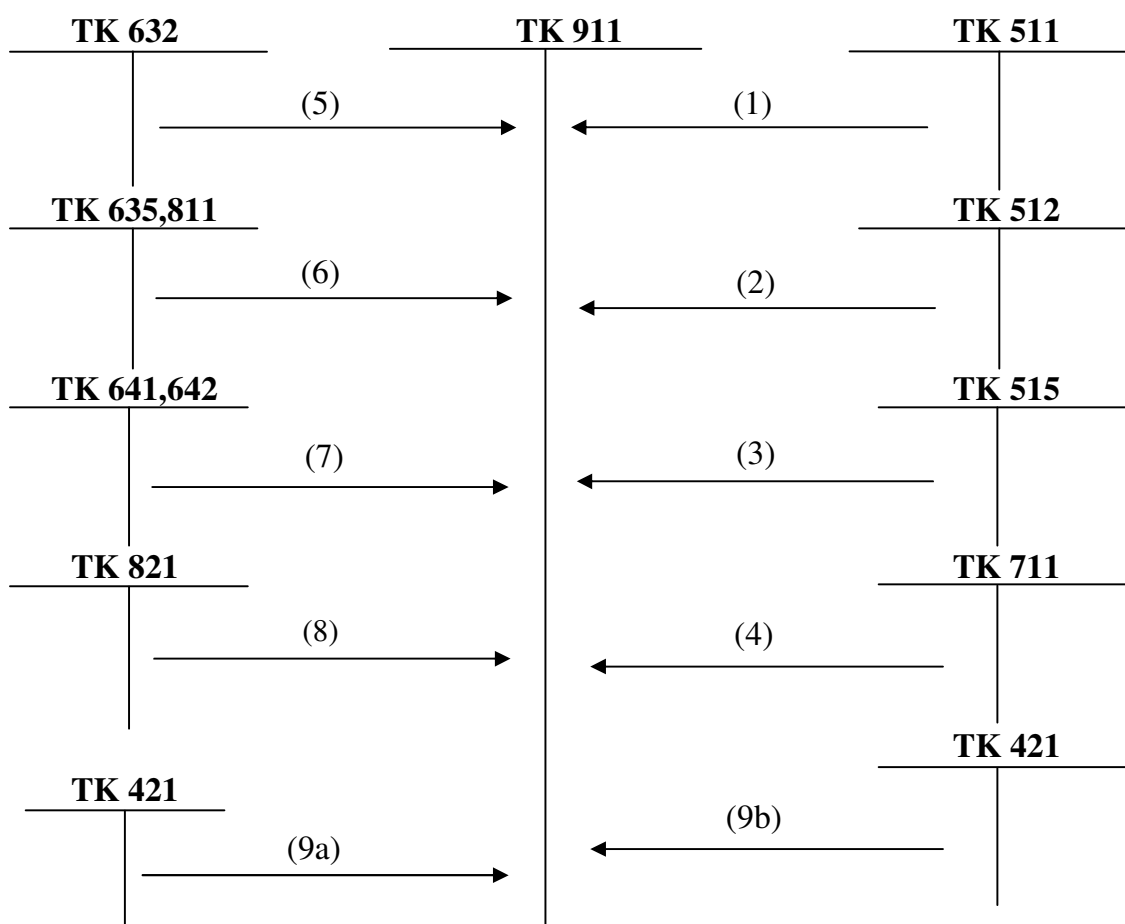 TK 632 TK 911 TK 511
(5) (1)
TK 635,811 TK 512
(6) (2)
TK 641,642 TK 515
(7) (3)
TK 821 TK 711
(8) (4)
TK 421
TK 421
(9b)
(9a)